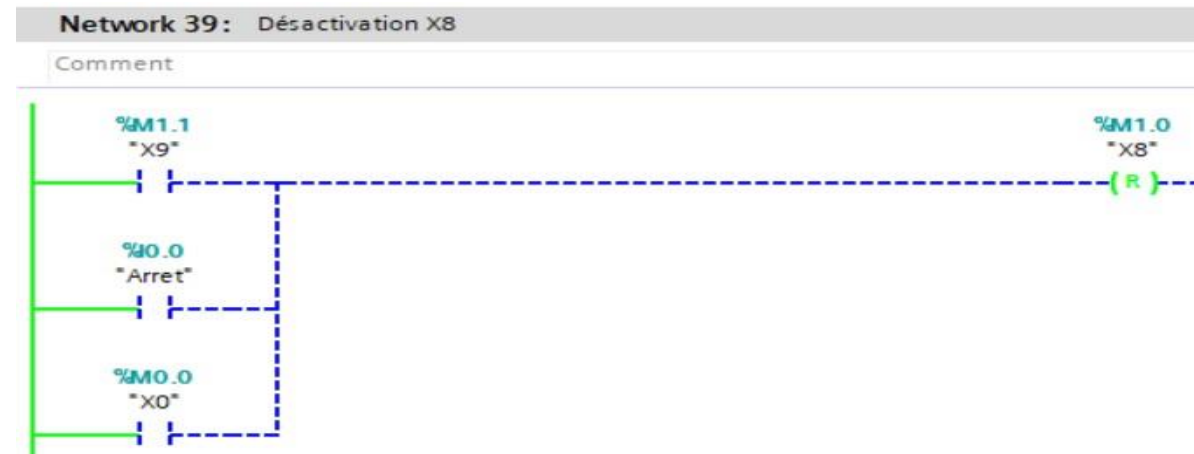 Network 39: Désactivation X8
Comment
%M1.1 %M1.0
"X9" "X8"
( R )
%I0.0
"Arret"
%M0.0
"X0"